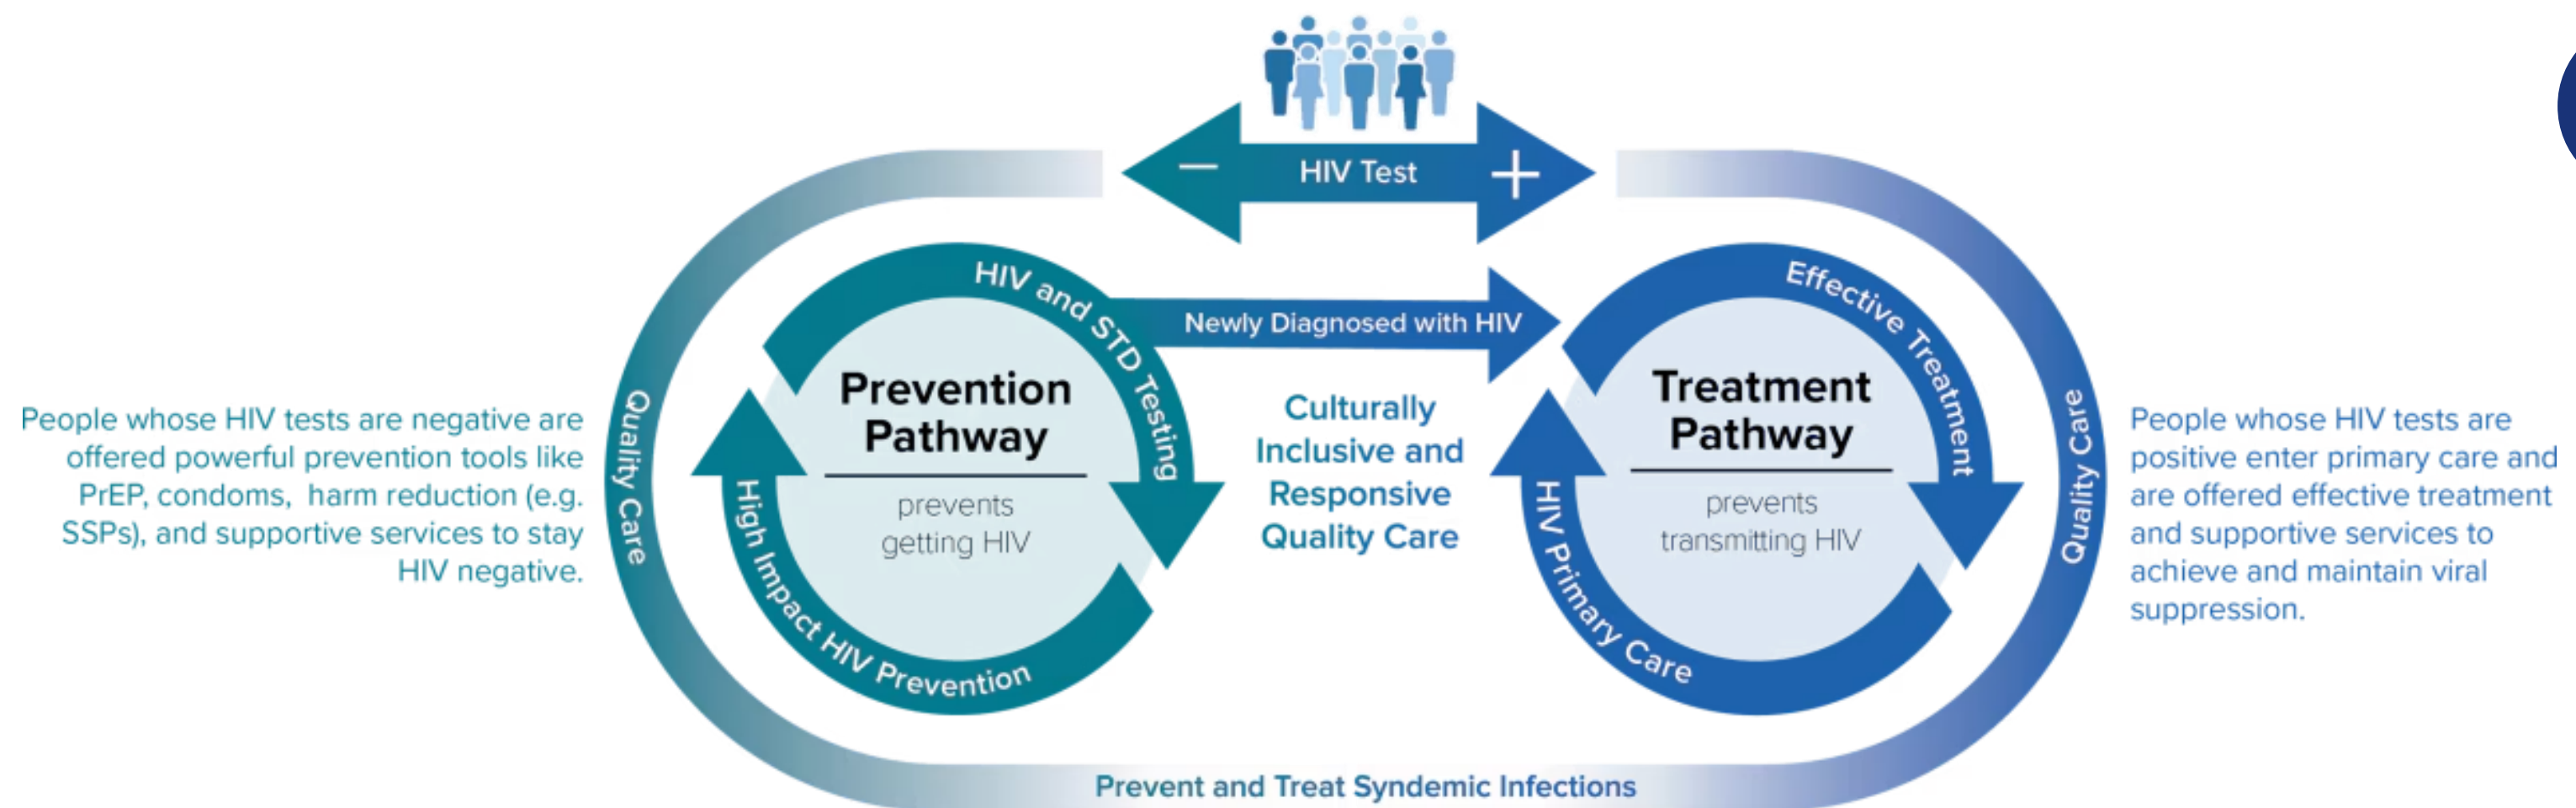 − HIV Test +
HIV and STD Testing
Newly Diagnosed with HIV
Effective Treatment
Prevention
Pathway
prevents
getting HIV
High Impact HIV Prevention
Culturally
Inclusive and
Responsive
Quality Care
Treatment
Pathway
prevents
transmitting HIV
HIV Primary Care
Quality Care
Quality Care
People whose HIV tests are negative are
offered powerful prevention tools like
PrEP, condoms, harm reduction (e.g.
SSPs), and supportive services to stay
HIV negative.
People whose HIV tests are
positive enter primary care and
are offered effective treatment
and supportive services to
achieve and maintain viral
suppression.
Prevent and Treat Syndemic Infections